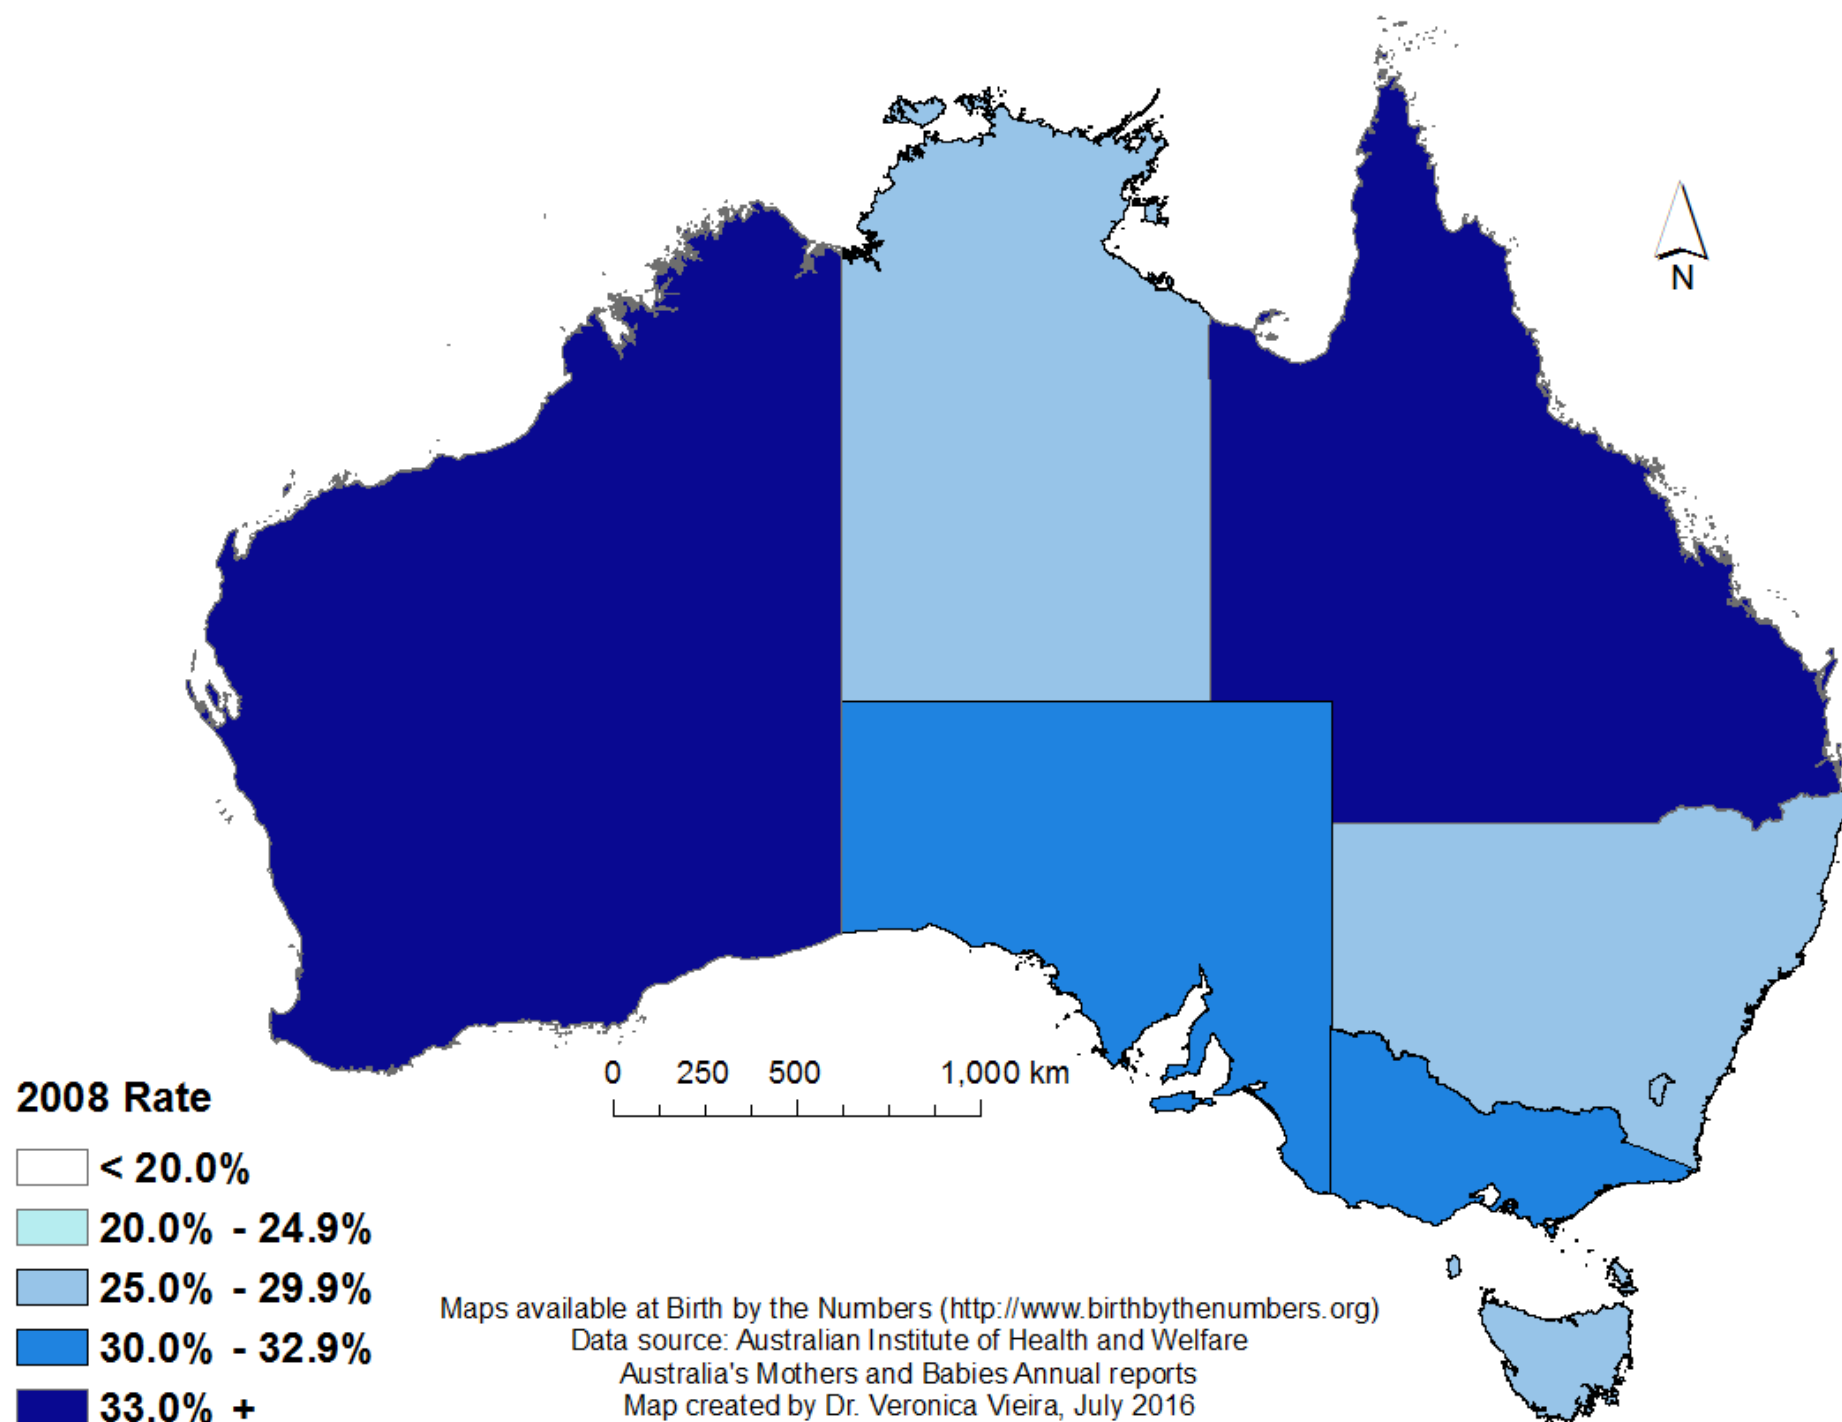 N
0 250 500 1,000 km
2008 Rate
< 20.0%
20.0% - 24.9%
25.0% - 29.9%
30.0% - 32.9%
33.0% +
Maps available at Birth by the Numbers (http://www.birthbythenumbers.org)
Data source: Australian Institute of Health and Welfare
Australia's Mothers and Babies Annual reports
Map created by Dr. Veronica Vieira, July 2016